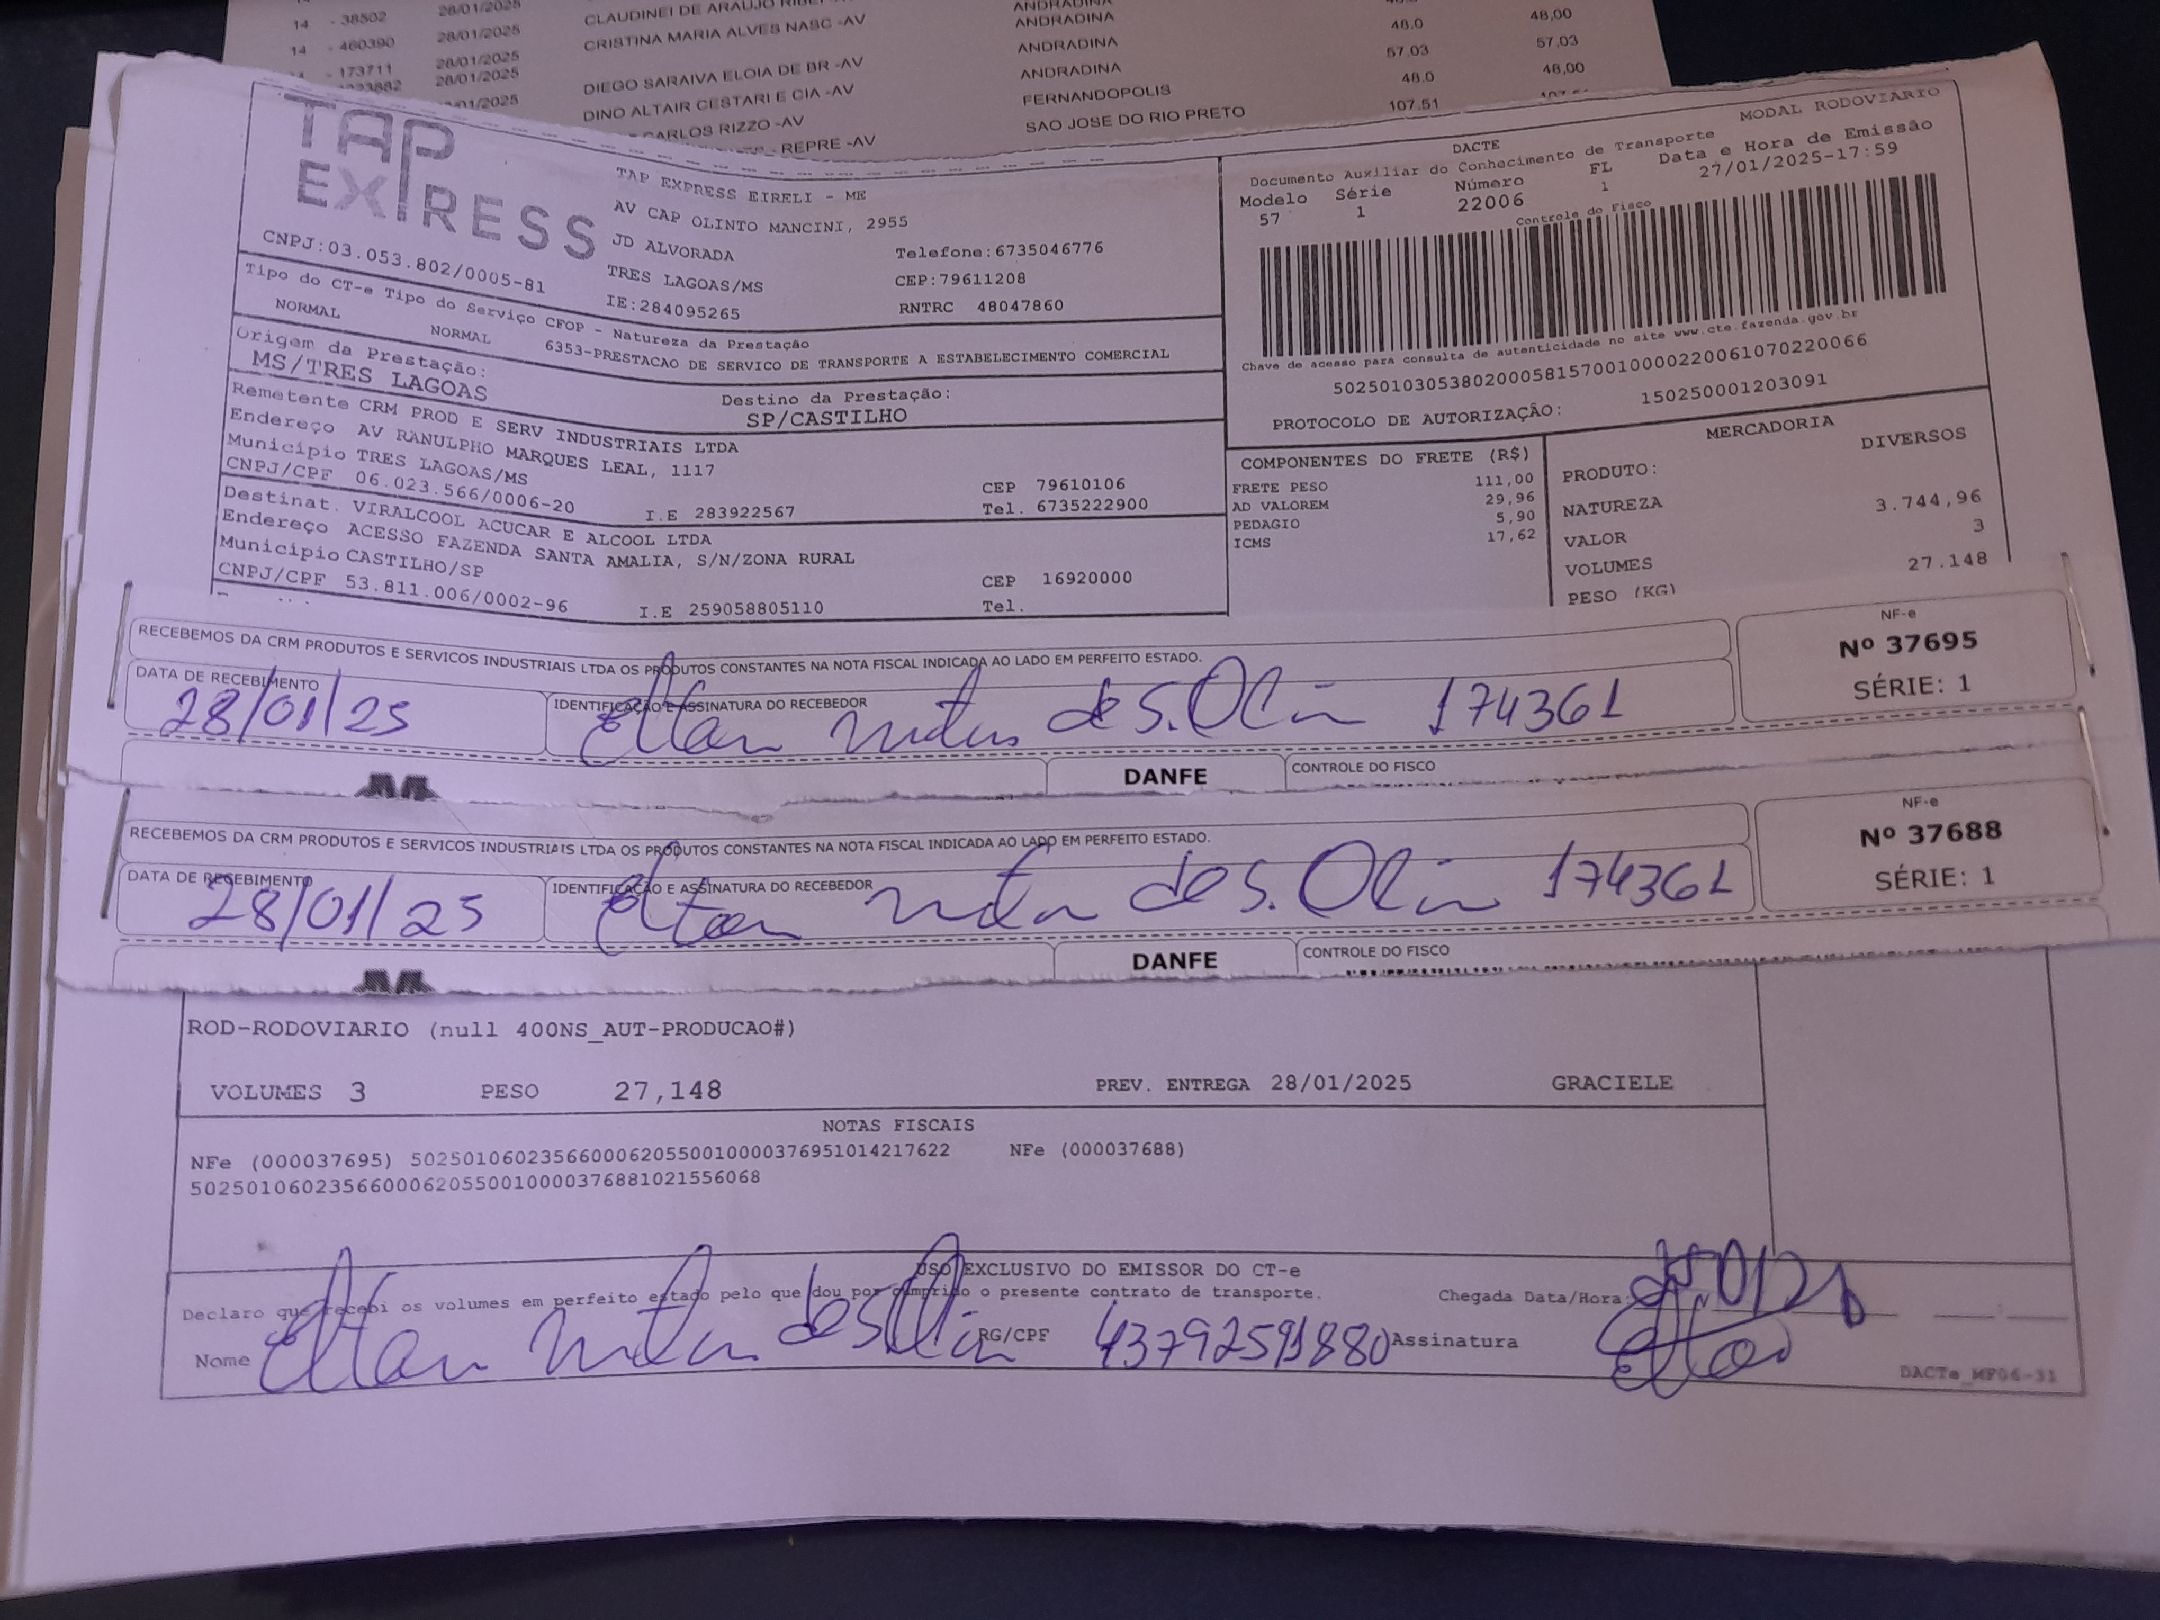 14 - 38502 28/01/2025 CLAUDINEI DE ARAUJO -AV ANDRADINA
14 - 460390 28/01/2025 CRISTINA MARIA ALVES NASC -AV ANDRADINA 48.0 48,00
- 173711 28/01/2025 DIEGO SARAIVA ELOIA DE BR -AV ANDRADINA 57,03 57,03
28/01/2025 DINO ALTAIR CESTARI E CIA -AV ANDRADINA 48.0 48,00
CARLOS RIZZO -AV FERNANDOPOLIS 107.51
- REPRE -AV SAO JOSE DO RIO PRETO
TAP EXPRESS
CNPJ:03.053.802/0005-81
TAP EXPRESS EIRELI - ME
AV CAP OLINTO MANCINI, 2955
JD ALVORADA Telefone:6735046776
TRES LAGOAS/MS CEP:79611208
IE:284095265 RNTRC 48047860
DACTE MODAL RODOVIARIO
Documento Auxiliar do Conhecimento de Transporte
Modelo Série Número FL Data e Hora de Emissão
57 1 22006 1 27/01/2025-17:59
Controle do Fisco
Chave de acesso para consulta de autenticidade no site www.cte.fazenda.gov.br
50250103053802000581570010000220061070220066
PROTOCOLO DE AUTORIZAÇÃO: 150250001203091
Tipo do CT-e Tipo do Serviço CFOP - Natureza da Prestação
NORMAL NORMAL 6353-PRESTACAO DE SERVICO DE TRANSPORTE A ESTABELECIMENTO COMERCIAL
Origem da Prestação: Destino da Prestação:
MS/TRES LAGOAS SP/CASTILHO
Remetente CRM PROD E SERV INDUSTRIAIS LTDA
Endereço AV RANULPHO MARQUES LEAL, 1117
Municipio TRES LAGOAS/MS CEP 79610106
CNPJ/CPF 06.023.566/0006-20 I.E 283922567 Tel. 6735222900
Destinat. VIRALCOOL ACUCAR E ALCOOL LTDA
Endereço ACESSO FAZENDA SANTA AMALIA, S/N/ZONA RURAL
Municipio CASTILHO/SP CEP 16920000
CNPJ/CPF 53.811.006/0002-96 I.E 259058805110 Tel.
COMPONENTES DO FRETE (R$)
FRETE PESO 111,00
AD VALOREM 29,96
PEDAGIO 5,90
ICMS 17,62
MERCADORIA
PRODUTO: DIVERSOS
NATUREZA
VALOR 3.744,96
VOLUMES 3
PESO (KG) 27.148
RECEBEMOS DA CRM PRODUTOS E SERVICOS INDUSTRIAIS LTDA OS PRODUTOS CONSTANTES NA NOTA FISCAL INDICADA AO LADO EM PERFEITO ESTADO.
DATA DE RECEBIMENTO IDENTIFICAÇÃO E ASSINATURA DO RECEBEDOR
28/01/25 de S. 174361
NF-e
Nº 37695
SÉRIE: 1
DANFE CONTROLE DO FISCO
RECEBEMOS DA CRM PRODUTOS E SERVICOS INDUSTRIAIS LTDA OS PRODUTOS CONSTANTES NA NOTA FISCAL INDICADA AO LADO EM PERFEITO ESTADO.
DATA DE RECEBIMENTO IDENTIFICAÇÃO E ASSINATURA DO RECEBEDOR
28/01/25 de S. 174361
NF-e
Nº 37688
SÉRIE: 1
DANFE CONTROLE DO FISCO
ROD-RODOVIARIO (null 400NS_AUT-PRODUCAO#)
VOLUMES 3 PESO 27,148 PREV. ENTREGA 28/01/2025 GRACIELE
NOTAS FISCAIS
NFe (000037695) 50250106023566000620550010000376951014217622 NFe (000037688)
50250106023566000620550010000376881021556068
USO EXCLUSIVO DO EMISSOR DO CT-e
Declaro que recebi os volumes em perfeito estado pelo que dou por cumprido o presente contrato de transporte. Chegada Data/Hora:
Nome RG/CPF 43792591880 Assinatura
DACTe_MF06-31